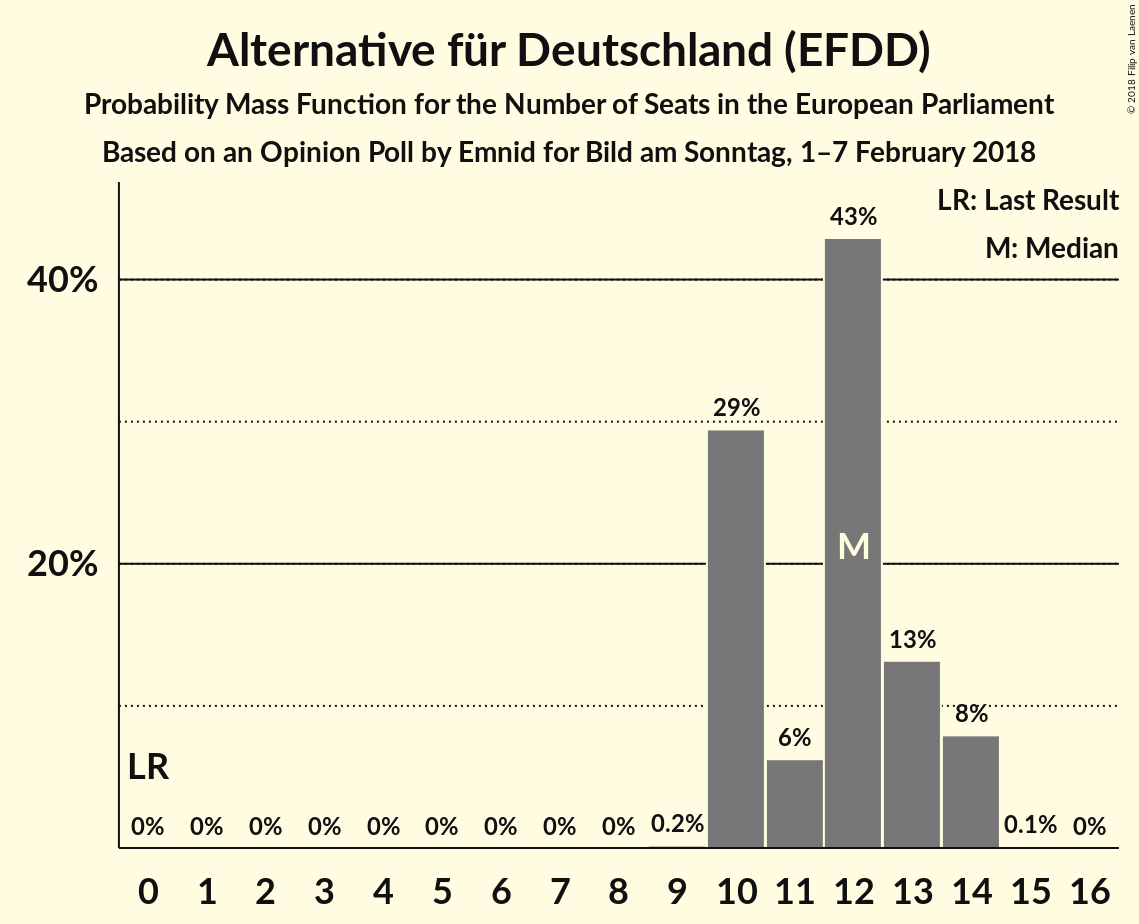 Alternative für Deutschland (EFDD)
Probability Mass Function for the Number of Seats in the European Parliament
Based on an Opinion Poll by Emnid for Bild am Sonntag, 1–7 February 2018
© 2018 Filip van Laenen
LR: Last Result
M: Median
43%
40%
29%
M
20%
13%
8%
6%
LR
0% 0% 0% 0% 0% 0% 0% 0% 0% 0.2% 0.1% 0%
0 1 2 3 4 5 6 7 8 9 10 11 12 13 14 15 16